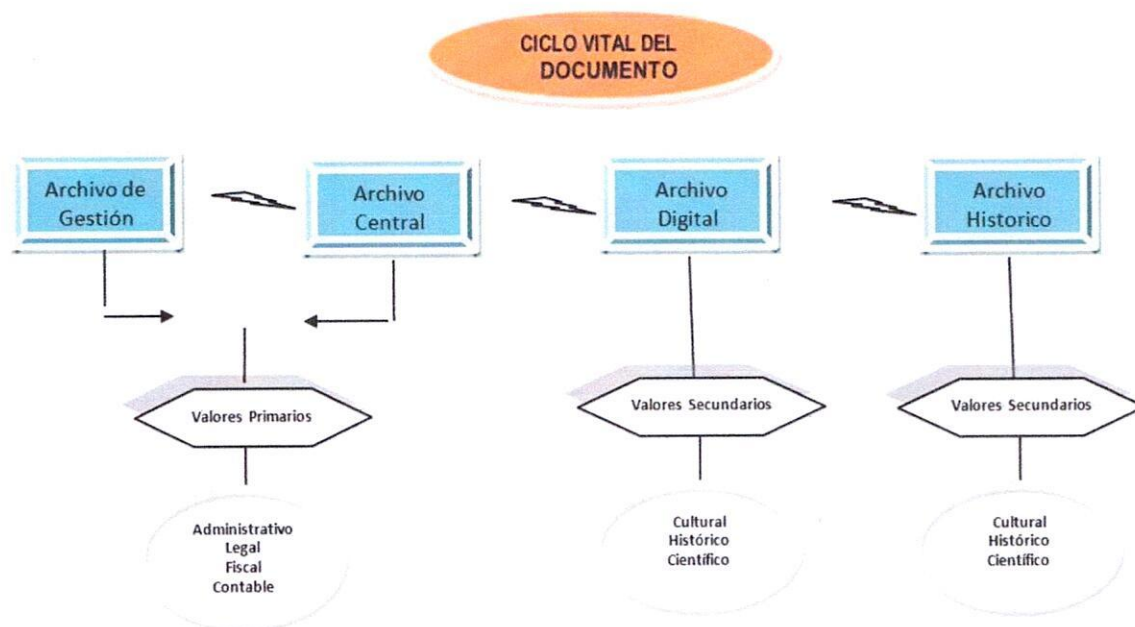 CICLO VITAL DEL
DOCUMENTO
Archivo de
Gestión
Archivo
Central
Archivo
Digital
Archivo
Historico
Valores Primarios
Valores Secundarios
Valores Secundarios
Administrativo
Legal
Fiscal
Contable
Cultural
Histórico
Científico
Cultural
Histórico
Científico